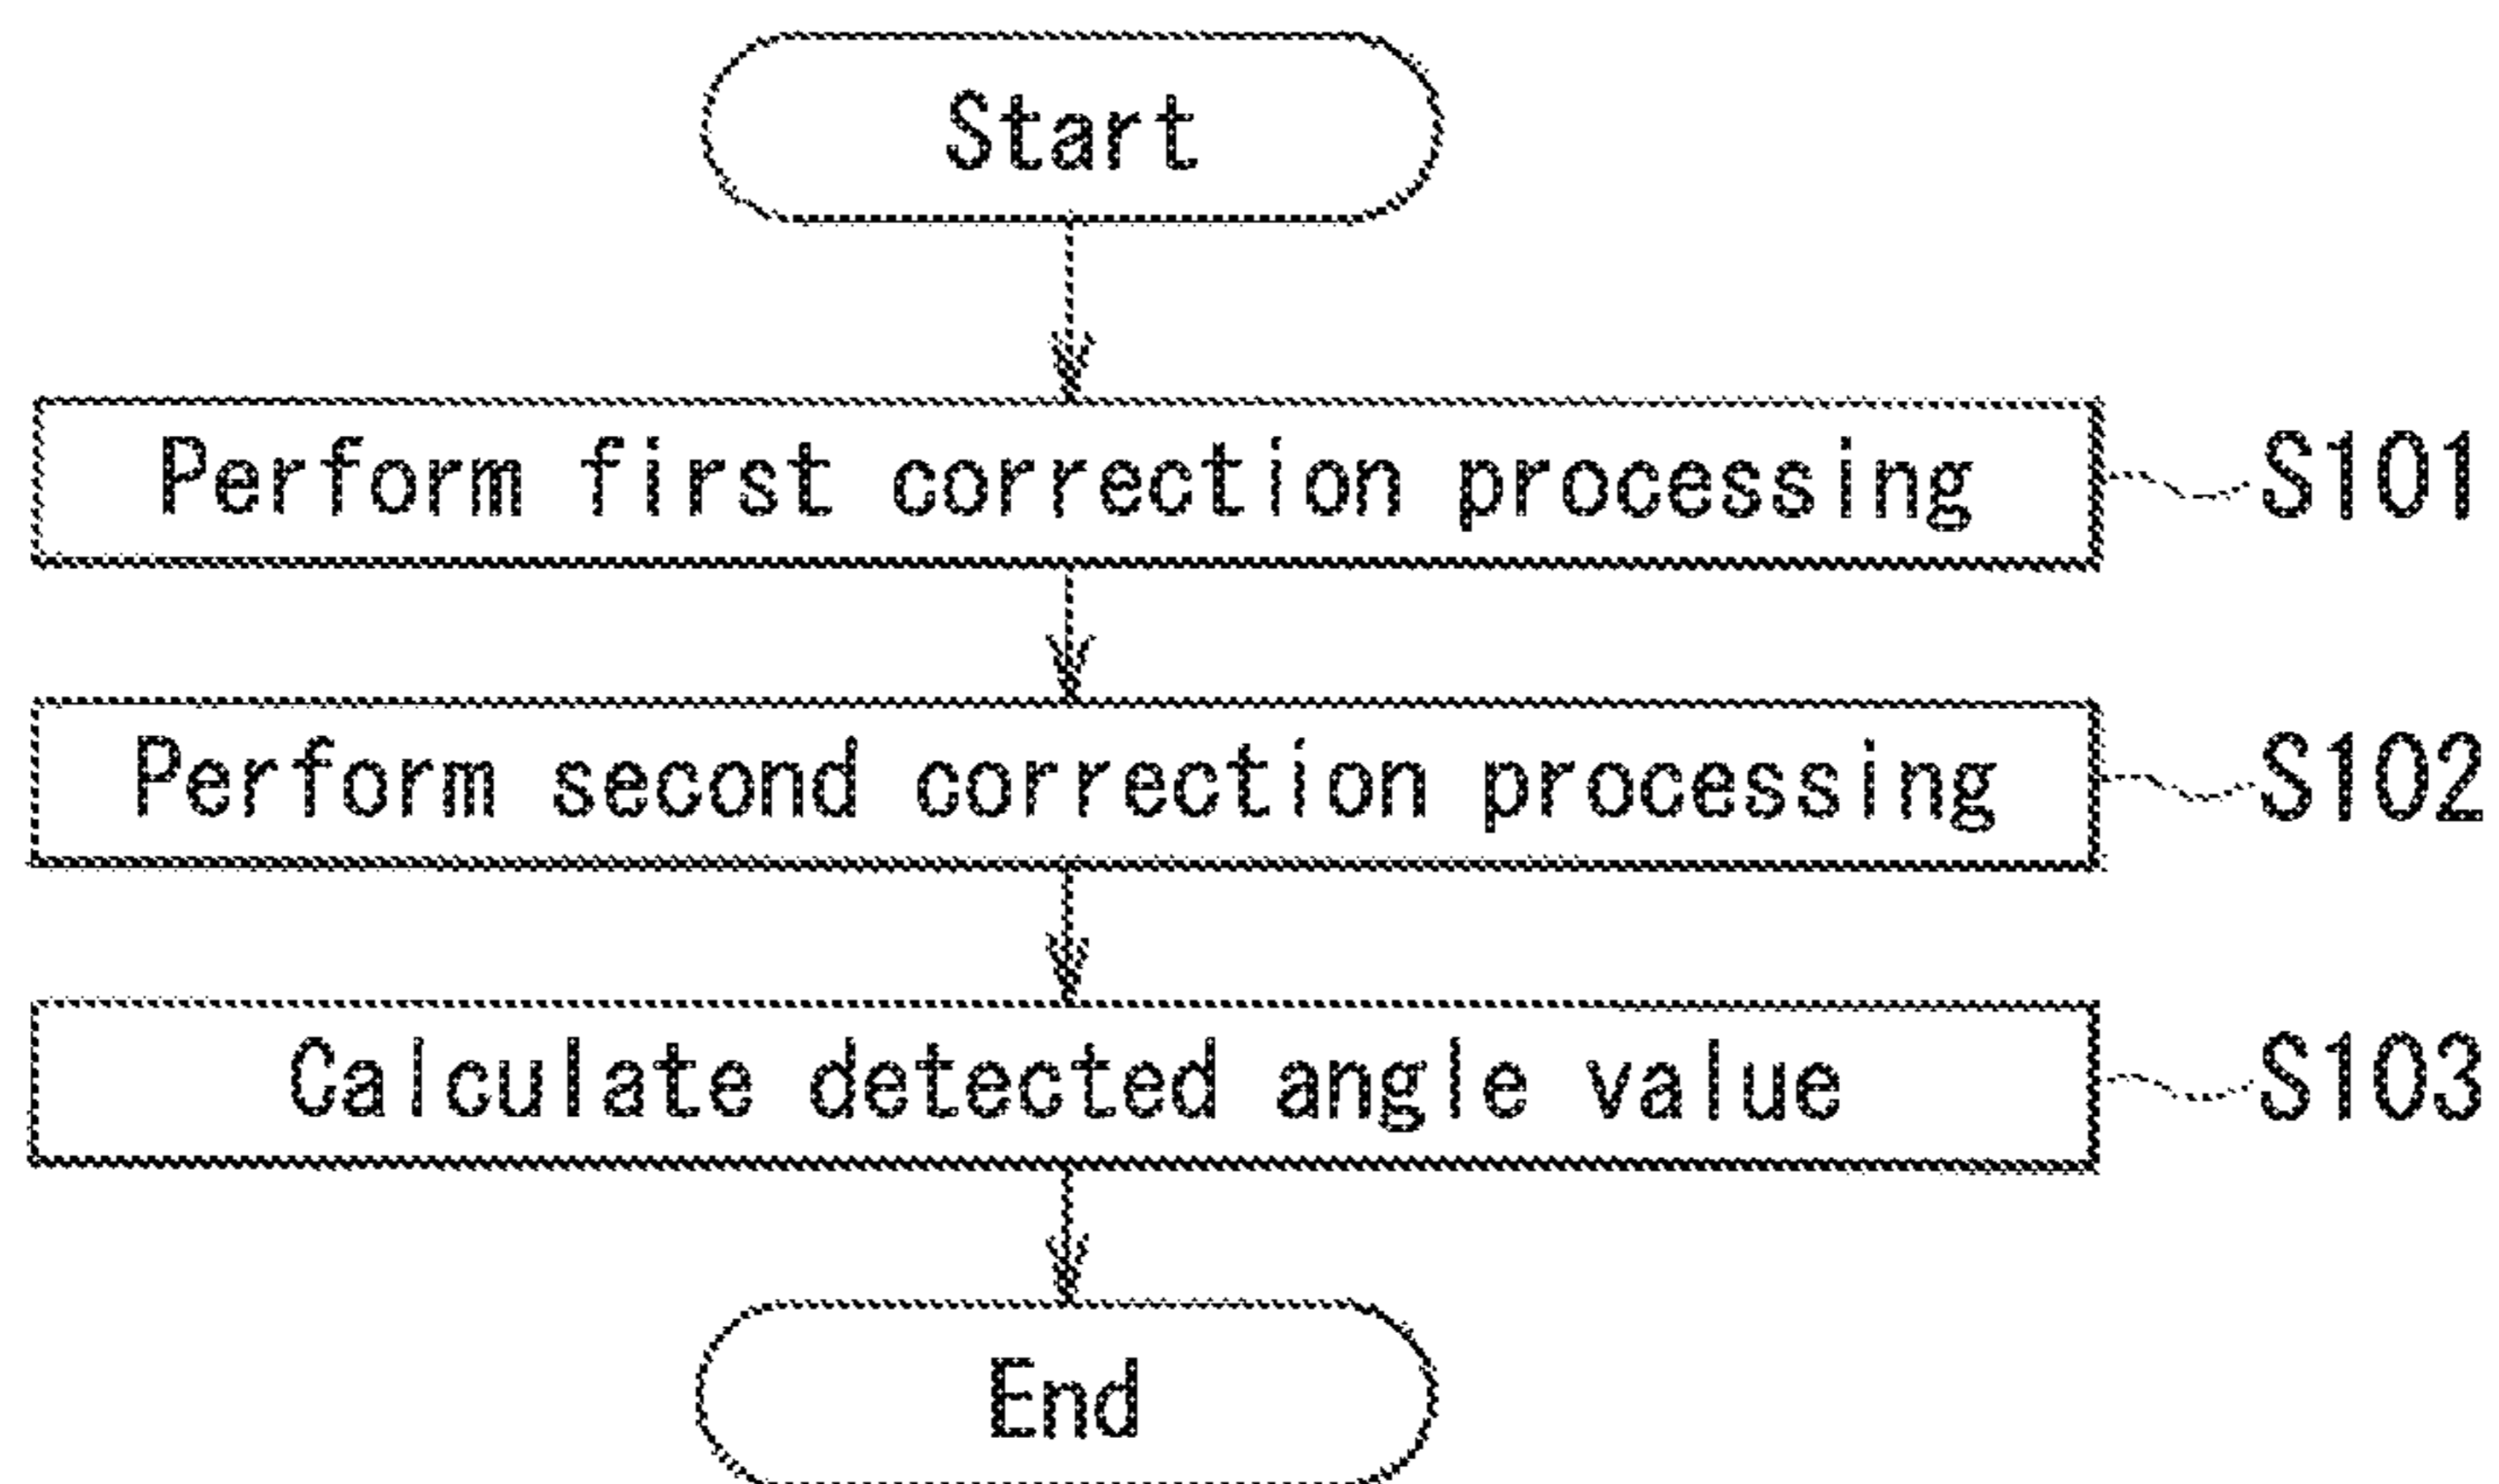 Start
Perform first correction processing S101
Perform second correction processing S102
Calculate detected angle value S103
End